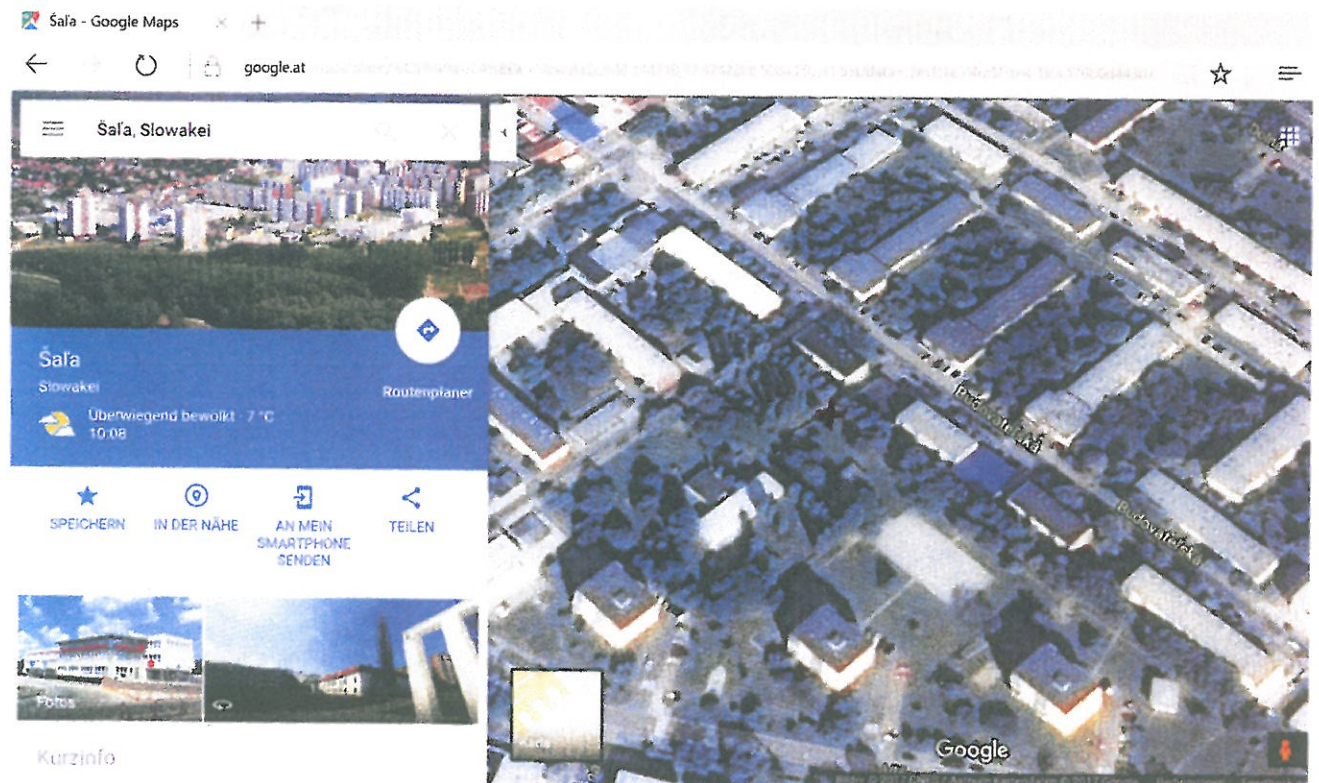 Šaľa - Google Maps
google.at
Šaľa, Slowakei
Šaľa
Slowakei
Routenplaner
Überwiegend bewölkt · 7 °C
10:08
SPEICHERN
IN DER NÄHE
AN MEIN
SMARTPHONE
SENDEN
TEILEN
Fotos
Kurzinfo
Budovateľská
Google